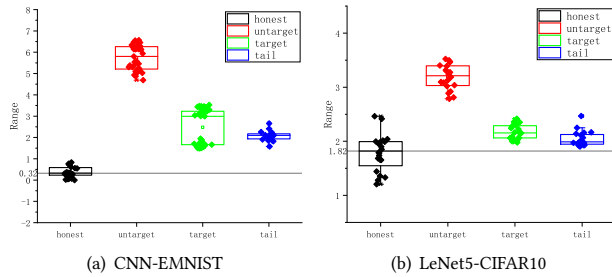 honest
untarget
target
tail
Range
8
7
6
5
4
3
2
1
0.32
0
-1
-2
honest
untarget
target
tail
(a) CNN-EMNIST
honest
untarget
target
tail
Range
4
3
2
1.82
1
honest
untarget
target
tail
(b) LeNet5-CIFAR10